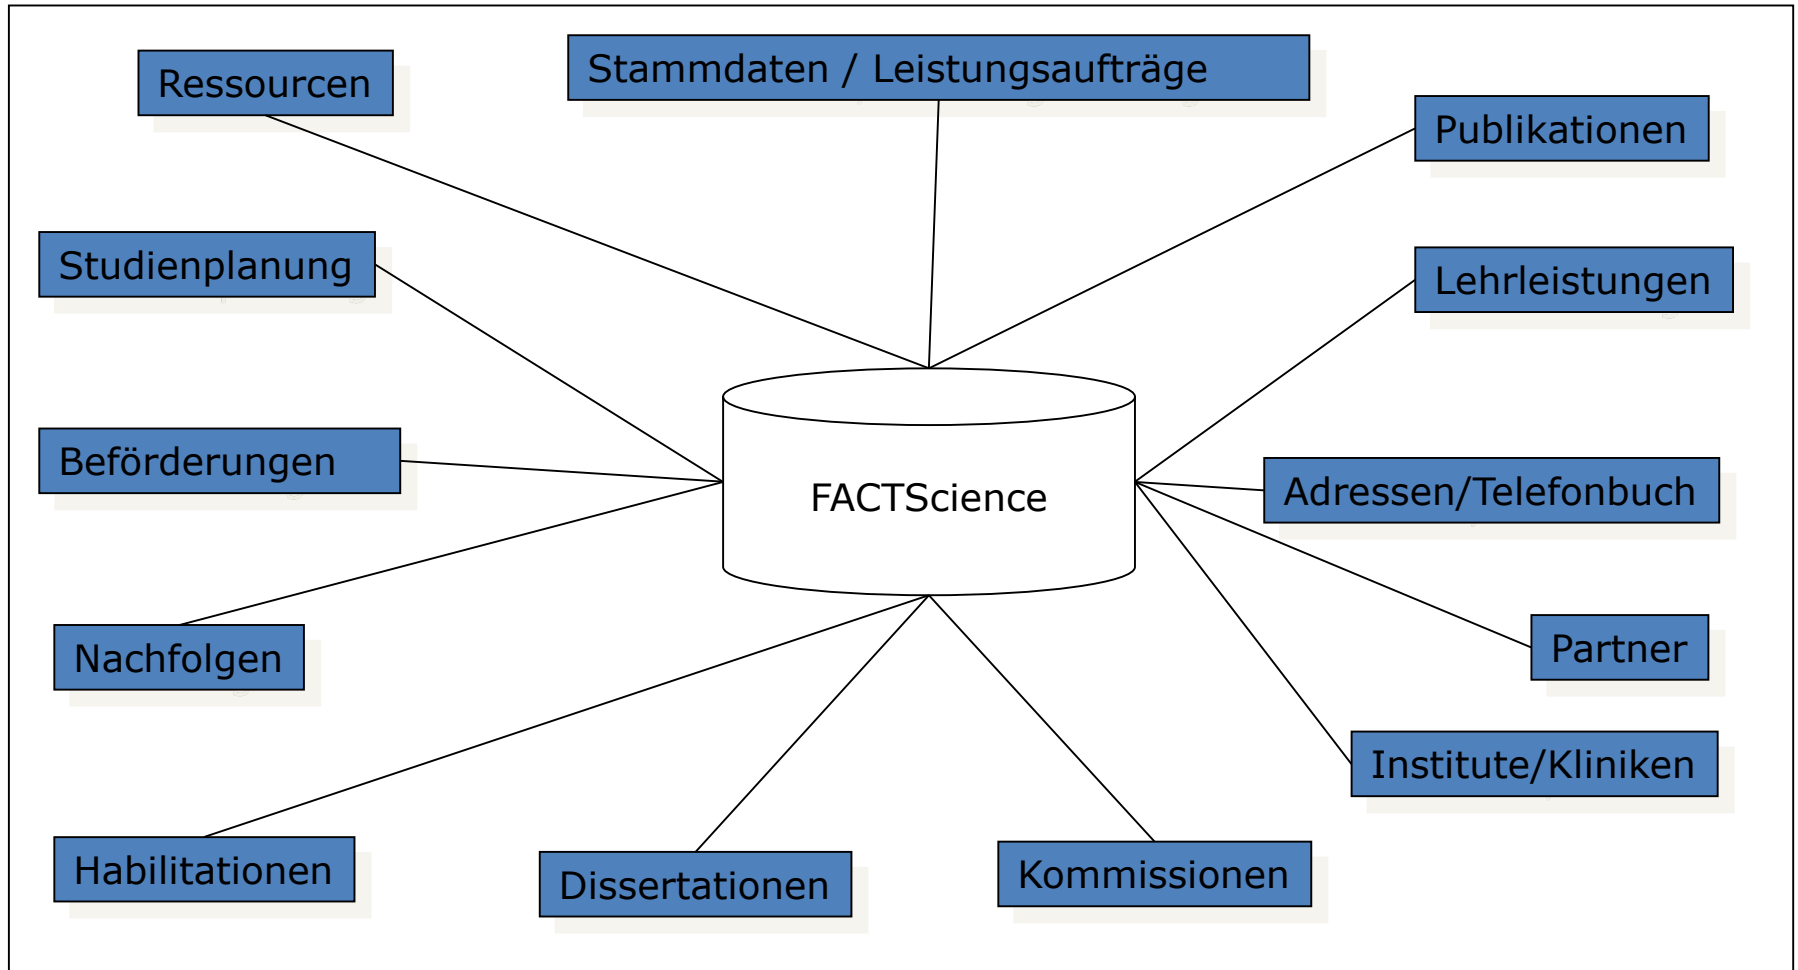 Stammdaten / Leistungsaufträge
Ressourcen
Publikationen
Studienplanung
Lehrleistungen
Beförderungen
Adressen/Telefonbuch
FACTScience
Partner
Nachfolgen
Institute/Kliniken
Habilitationen
Kommissionen
Dissertationen